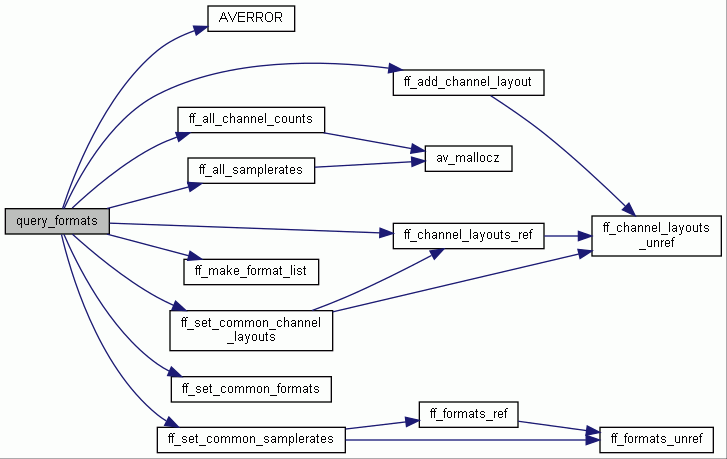 AVERROR
ff_add_channel_layout
ff_all_channel_counts
av_mallocz
ff_all_samplerates
query_formats
ff_channel_layouts_ref
ff_channel_layouts
_unref
ff_make_format_list
ff_set_common_channel
_layouts
ff_set_common_formats
ff_formats_ref
ff_set_common_samplerates
ff_formats_unref